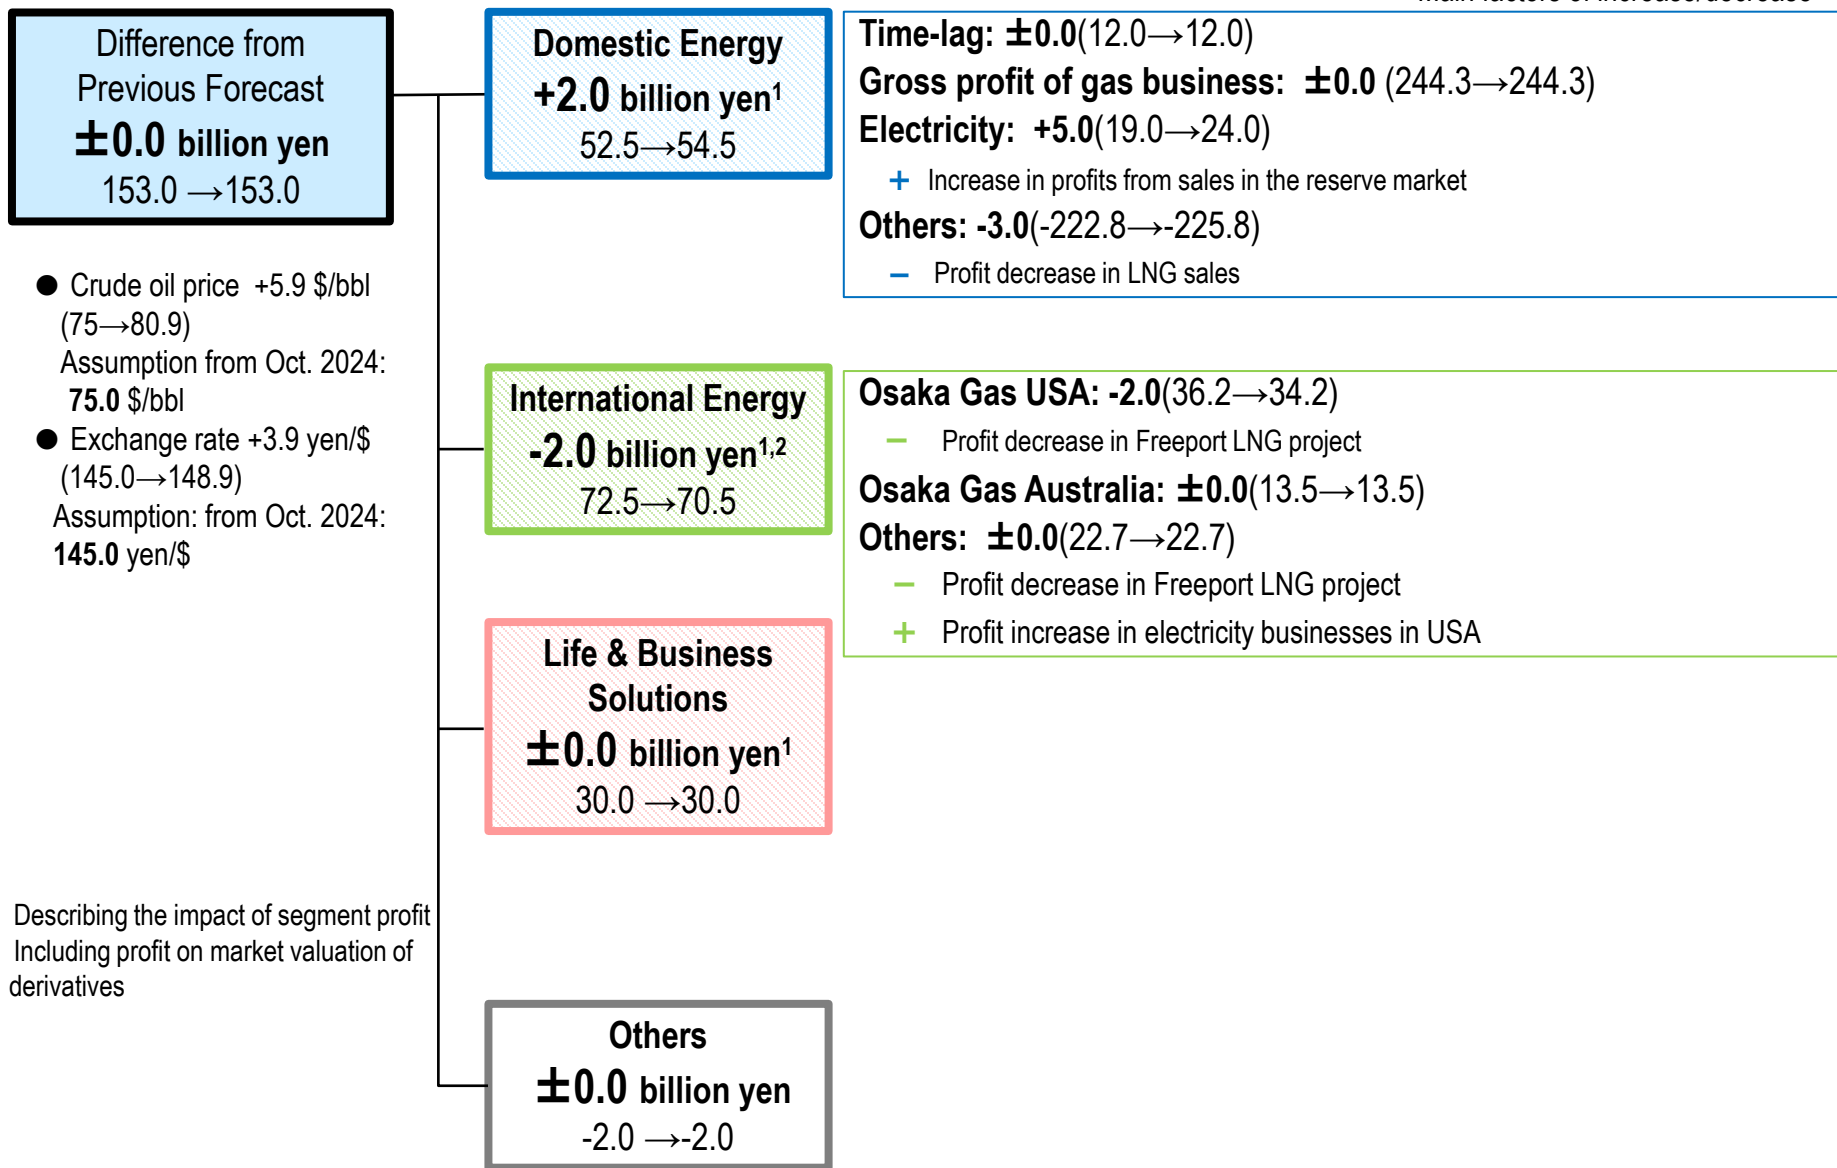 Main factors of increase/decrease
Difference from
Previous Forecast
±0.0 billion yen
153.0 →153.0
● Crude oil price +5.9 $/bbl
(75→80.9)
Assumption from Oct. 2024:
75.0 $/bbl
● Exchange rate +3.9 yen/$
(145.0→148.9)
Assumption: from Oct. 2024:
145.0 yen/$
Describing the impact of segment profit
Including profit on market valuation of
derivatives
Domestic Energy
+2.0 billion yen¹
52.5→54.5
Time-lag: ±0.0(12.0→12.0)
Gross profit of gas business: ±0.0 (244.3→244.3)
Electricity: +5.0(19.0→24.0)
+ Increase in profits from sales in the reserve market
Others: -3.0(-222.8→-225.8)
− Profit decrease in LNG sales
International Energy
-2.0 billion yen¹,²
72.5→70.5
Osaka Gas USA: -2.0(36.2→34.2)
− Profit decrease in Freeport LNG project
Osaka Gas Australia: ±0.0(13.5→13.5)
Others: ±0.0(22.7→22.7)
− Profit decrease in Freeport LNG project
+ Profit increase in electricity businesses in USA
Life & Business
Solutions
±0.0 billion yen¹
30.0 →30.0
Others
±0.0 billion yen
-2.0 →-2.0